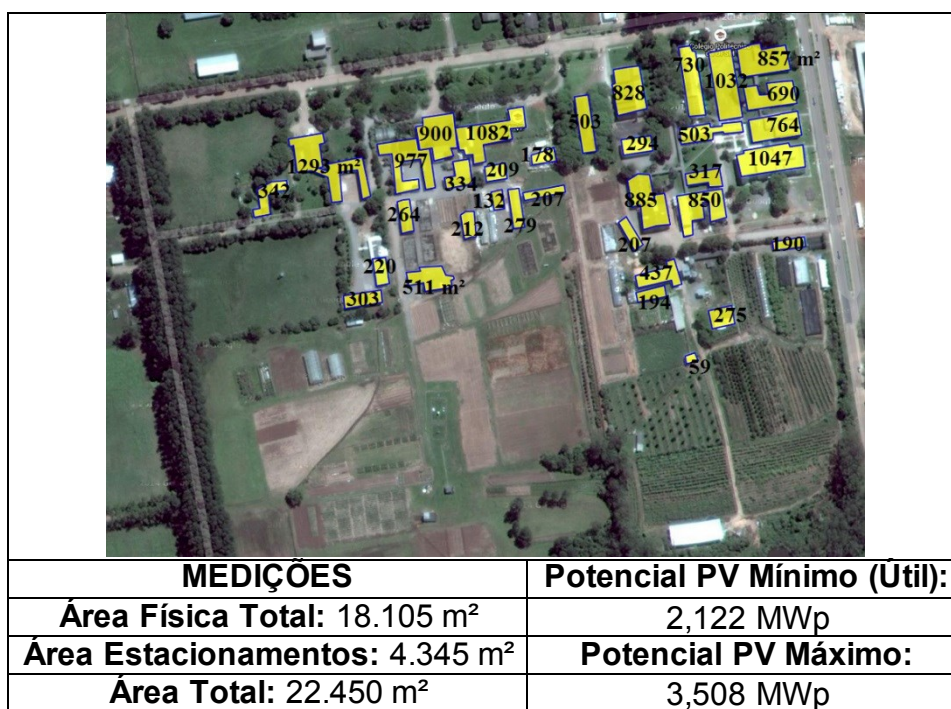 Colégio Politécnico
730
857 m²
1032
828
690
900
1082
503
503
764
294
1293 m²
977
178
1047
334
209
317
342
132
207
885
850
264
212
279
207
190
220
437
303
511 m²
194
275
59
MEDIÇÕES
Potencial PV Mínimo (Útil):
Área Física Total: 18.105 m²
2,122 MWp
Área Estacionamentos: 4.345 m²
Potencial PV Máximo:
Área Total: 22.450 m²
3,508 MWp